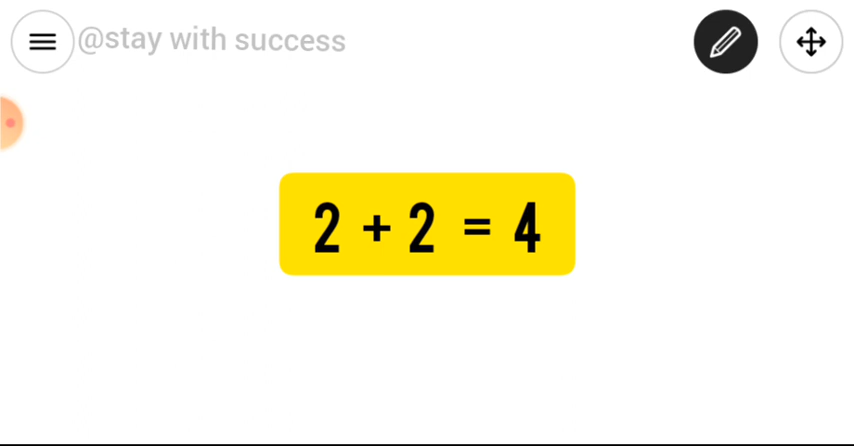 @stay with success
2 + 2 = 4